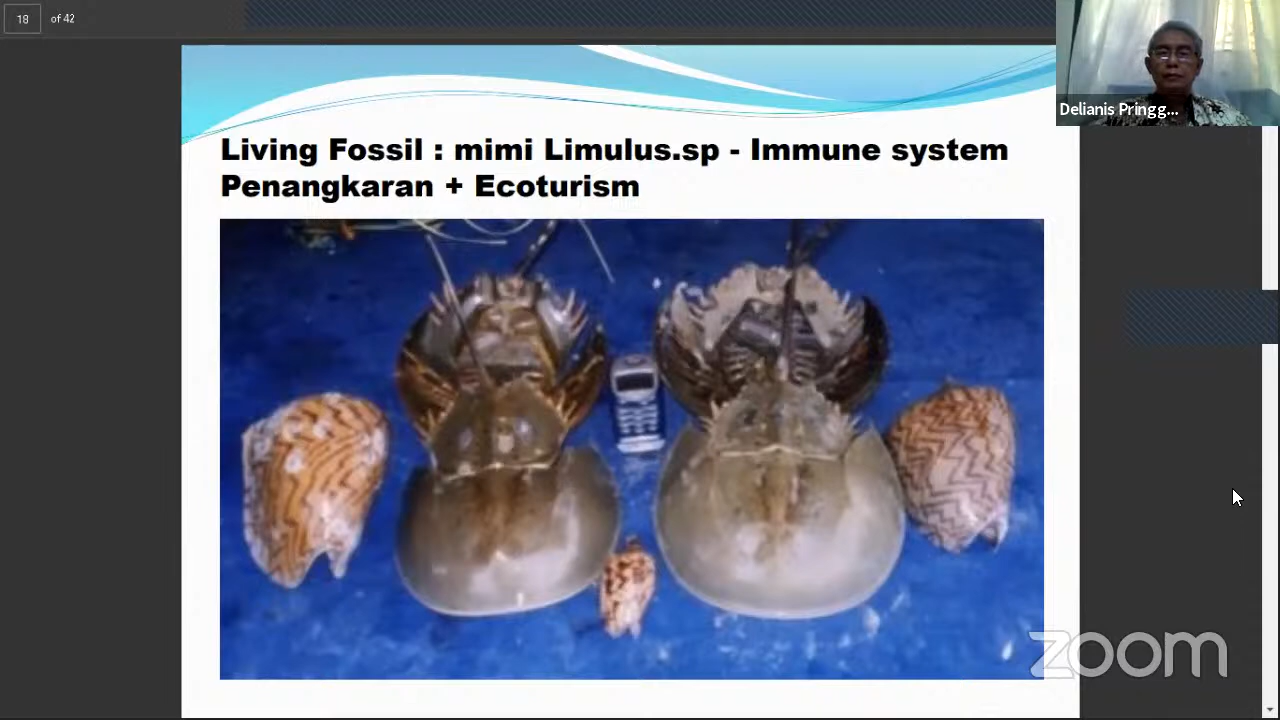 18 of 42
Delianis Pringg...
Living Fossil : mimi Limulus.sp - Immune system
Penangkaran + Ecoturism
zoom